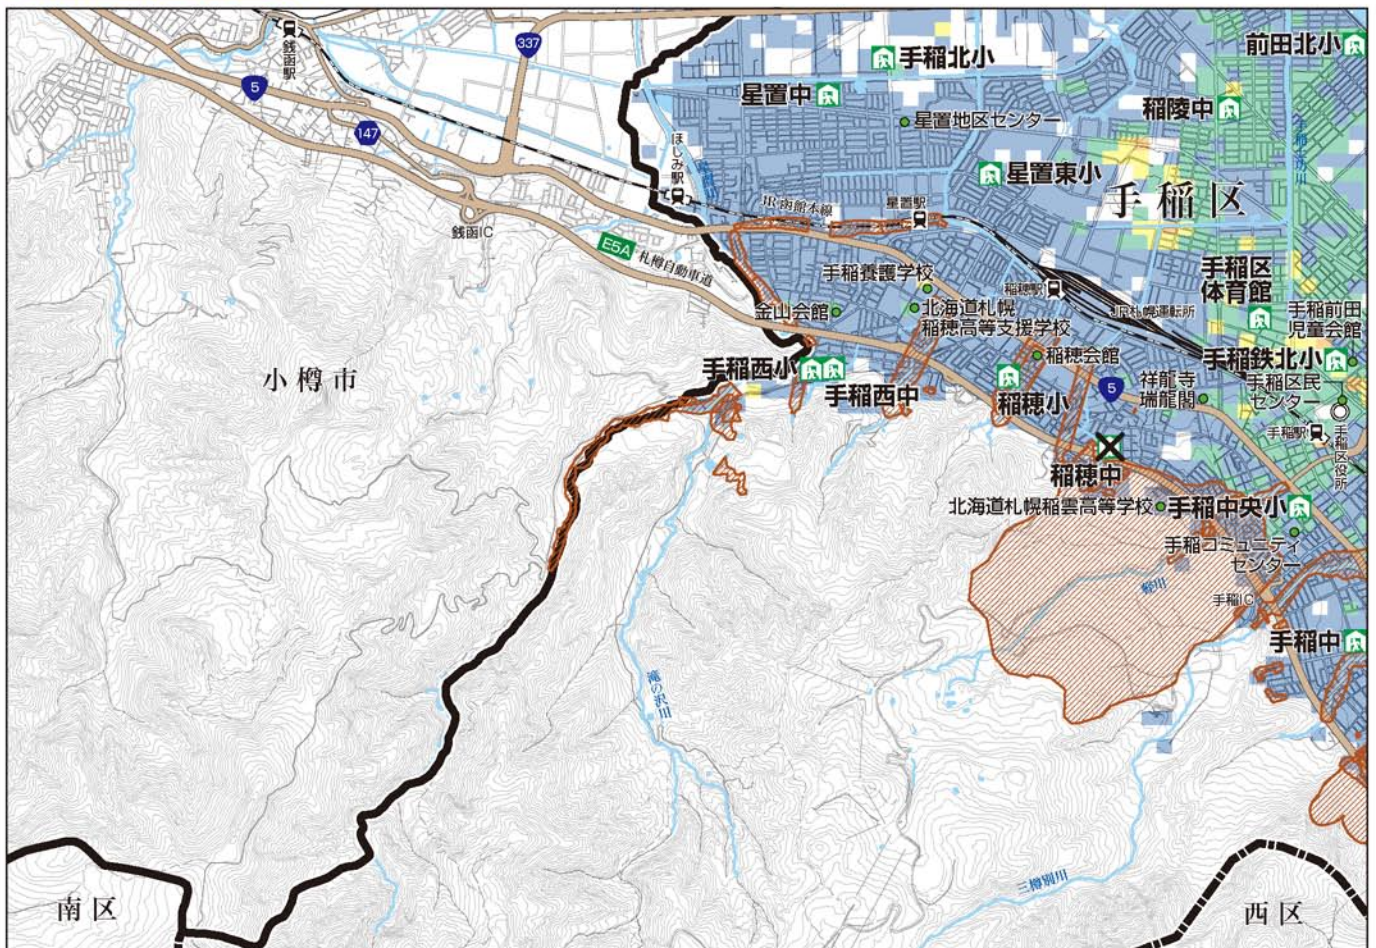 337
銭函駅
5
147
手稲北小
前田北小
星置中
稲陵中
星置地区センター
ほしみ駅
星置東小
手稲区
JR函館本線
星置駅
銭函IC
E5A
札樽自動車道
手稲養護学校
稲穂駅
手稲区
体育館
金山会館
北海道札幌
稲穂高等支援学校
JR札幌運転所
手稲前田
児童会館
稲穂会館
手稲鉄北小
小樽市
手稲西小
手稲西中
稲穂小
5
祥龍寺
瑞龍閣
手稲区民
センター
手稲駅
手稲区役所
稲穂中
北海道札幌稲雲高等学校
手稲中央小
手稲コミュニティ
センター
軽川
手稲IC
手稲中
滝の沢川
三樽別川
南区
西区